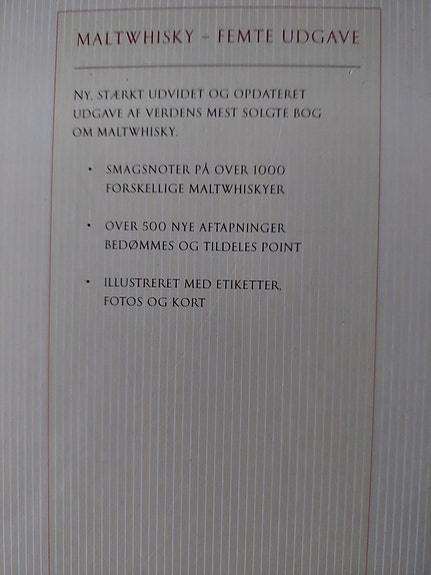 MALTWHISKY – FEMTE UDGAVE
NY, STÆRKT UDVIDET OG OPDATERET
UDGAVE AF VERDENS MEST SOLGTE BOG
OM MALTWHISKY.
• SMAGSNOTER PÅ OVER 1000
FORSKELLIGE MALTWHISKYER
• OVER 500 NYE AFTAPNINGER
BEDØMMES OG TILDELES POINT
• ILLUSTRERET MED ETIKETTER,
FOTOS OG KORT